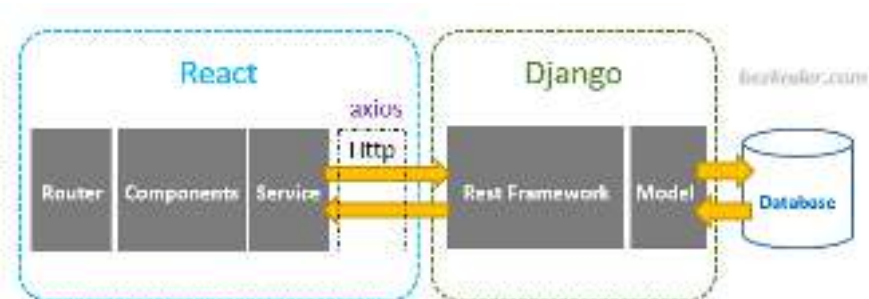 React
Django
axios
Http
Router
Components
Service
Rest Framework
Model
Database